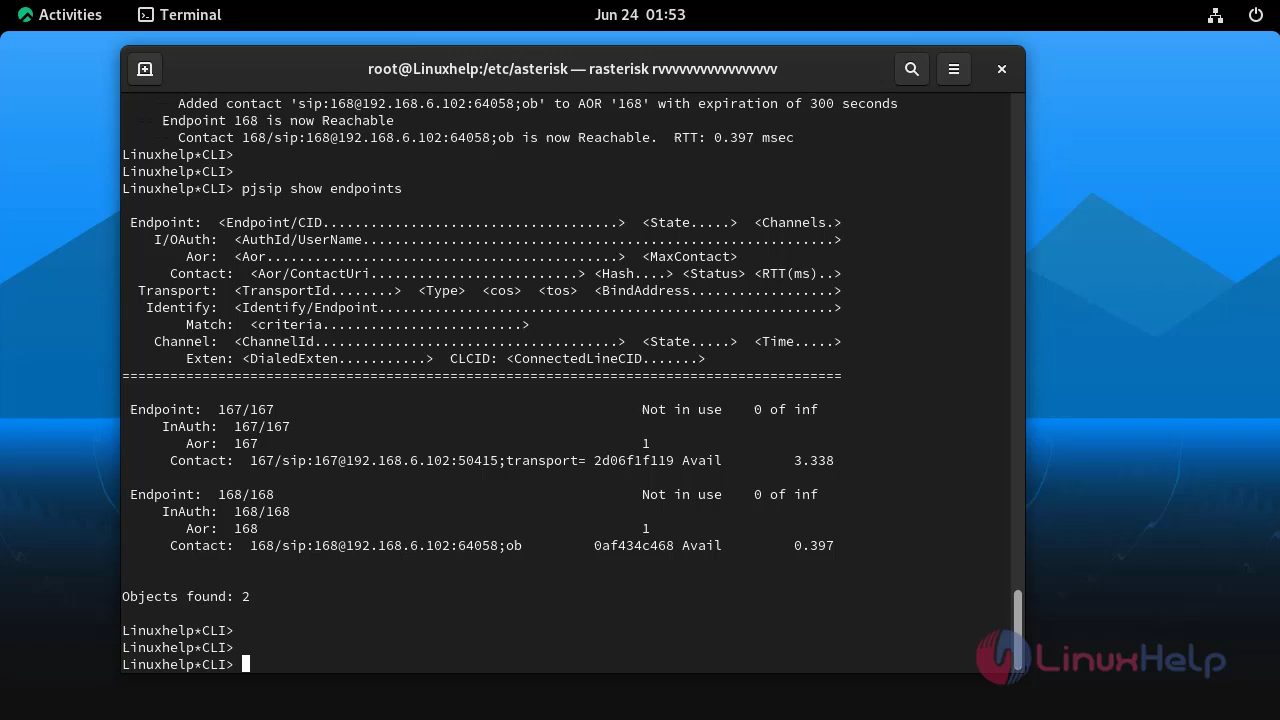 Activities Terminal Jun 24 01:53
root@Linuxhelp:/etc/asterisk — rasterisk rvvvvvvvvvvvvvvvv
-- Added contact 'sip:168@192.168.6.102:64058;ob' to AOR '168' with expiration of 300 seconds
== Endpoint 168 is now Reachable
-- Contact 168/sip:168@192.168.6.102:64058;ob is now Reachable.  RTT: 0.397 msec
Linuxhelp*CLI>
Linuxhelp*CLI>
Linuxhelp*CLI> pjsip show endpoints
Endpoint:  <Endpoint/CID.....................................>  <State.....>  <Channels.>
I/OAuth:  <AuthId/UserName...........................................................>
Aor:  <Aor............................................>  <MaxContact>
Contact:  <Aor/ContactUri..........................> <Hash....> <Status> <RTT(ms)..>
Transport:  <TransportId........>  <Type>  <cos>  <tos>  <BindAddress..................>
Identify:  <Identify/Endpoint.........................................................>
Match:  <criteria.........................>
Channel:  <ChannelId......................................>  <State.....>  <Time.....>
Exten: <DialedExten...........>  CLCID: <ConnectedLineCID.......>
==========================================================================================
Endpoint:  167/167                                              Not in use    0 of inf
InAuth:  167/167
Aor:  167                                                1
Contact:  167/sip:167@192.168.6.102:50415;transport= 2d06f1f119 Avail         3.338
Endpoint:  168/168                                              Not in use    0 of inf
InAuth:  168/168
Aor:  168                                                1
Contact:  168/sip:168@192.168.6.102:64058;ob         0af434c468 Avail         0.397
Objects found: 2
Linuxhelp*CLI>
Linuxhelp*CLI>
Linuxhelp*CLI>
LinuxHelp